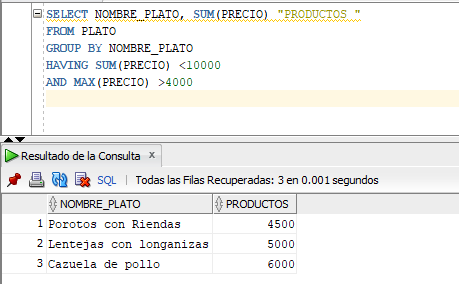 SELECT NOMBRE_PLATO, SUM(PRECIO) "PRODUCTOS "
FROM PLATO
GROUP BY NOMBRE_PLATO
HAVING SUM(PRECIO) <10000
AND MAX(PRECIO) >4000
Resultado de la Consulta x
SQL | Todas las Filas Recuperadas: 3 en 0.001 segundos
NOMBRE_PLATO PRODUCTOS
1 Porotos con Riendas 4500
2 Lentejas con longanizas 5000
3 Cazuela de pollo 6000